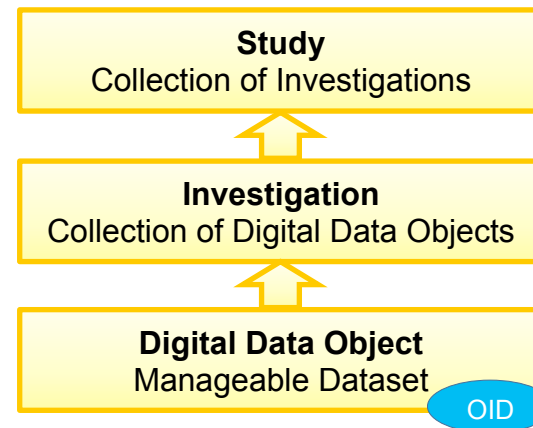 Study
Collection of Investigations
Investigation
Collection of Digital Data Objects
Digital Data Object
Manageable Dataset
OID